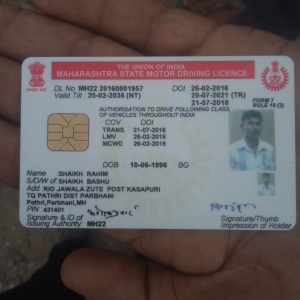 THE UNION OF INDIA
MAHARASHTRA STATE MOTOR DRIVING LICENCE
DL No MH22 20160001957 DOI 26-02-2016
Valid Till 25-02-2036 (NT) 20-07-2021 (TR)
21-07-2018
FORM 7
RULE 16 (2)
AUTHORISATION TO DRIVE FOLLOWING CLASS
OF VEHICLES THROUGHOUT INDIA
COV DOI
TRANS 21-07-2018
LMV 26-02-2016
MCWG 26-02-2016
DOB : 10-06-1996 BG :
Name SHAIKH RAHIM
S/D/W of SHAIKH SASHU
Add R/O JAWALA ZUTE POST KASAPURI
TQ PATHRI DIST PARBHANI
Pathri,Parbhani,MH
PIN 431401
Signature & ID of
Issuing Authority: MH22
Signature/Thumb
Impression of Holder